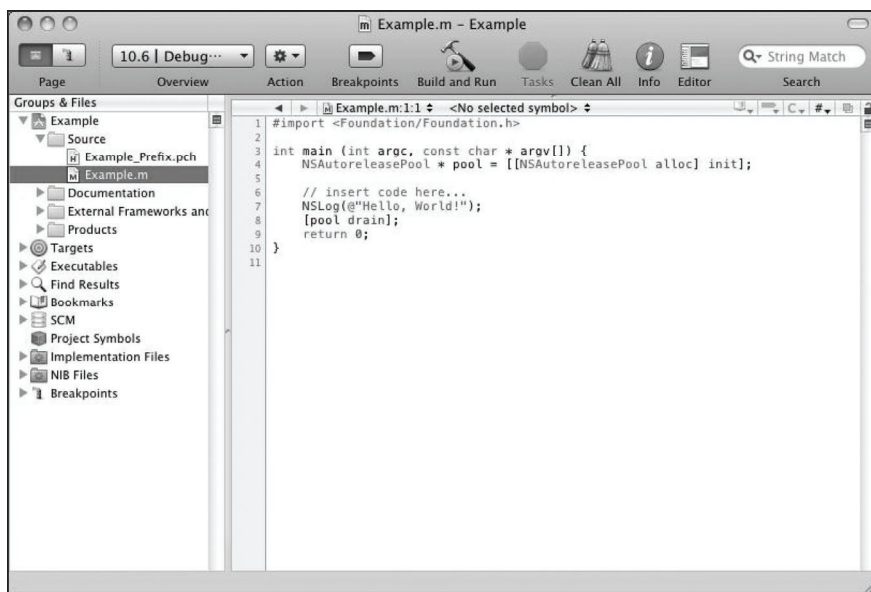 Example.m – Example
10.6 | Debug...
String Match
Page
Overview
Action
Breakpoints
Build and Run
Tasks
Clean All
Info
Editor
Search
Groups & Files
Example
Source
Example_Prefix.pch
Example.m
Documentation
External Frameworks and
Products
Targets
Executables
Find Results
Bookmarks
SCM
Project Symbols
Implementation Files
NIB Files
Breakpoints
Example.m:1:1 <No selected symbol> C #
1 #import <Foundation/Foundation.h>
2
3 int main (int argc, const char * argv[]) {
4 NSAutoreleasePool * pool = [[NSAutoreleasePool alloc] init];
5
6 // insert code here...
7 NSLog(@"Hello, World!");
8 [pool drain];
9 return 0;
10 }
11